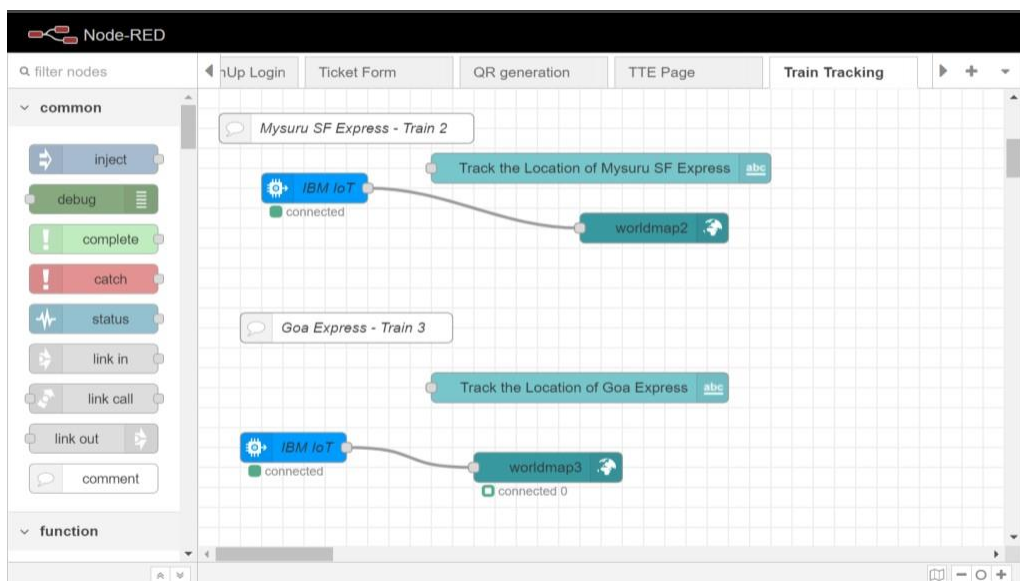 Node-RED
filter nodes
nUp Login
Ticket Form
QR generation
TTE Page
Train Tracking
common
inject
debug
complete
catch
status
link in
link call
link out
comment
function
Mysuru SF Express - Train 2
Track the Location of Mysuru SF Express
abc
IBM IoT
connected
worldmap2
Goa Express - Train 3
Track the Location of Goa Express
abc
IBM IoT
connected
worldmap3
connected 0